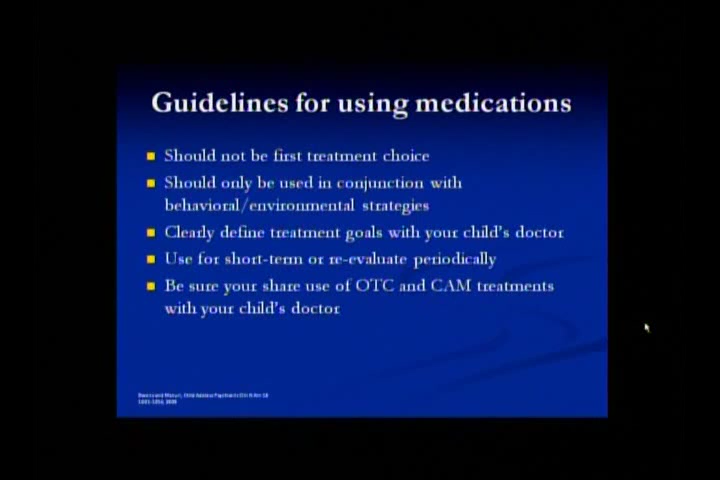 Guidelines for using medications
Should not be first treatment choice
Should only be used in conjunction with
behavioral/environmental strategies
Clearly define treatment goals with your child's doctor
Use for short-term or re-evaluate periodically
Be sure your share use of OTC and CAM treatments
with your child's doctor